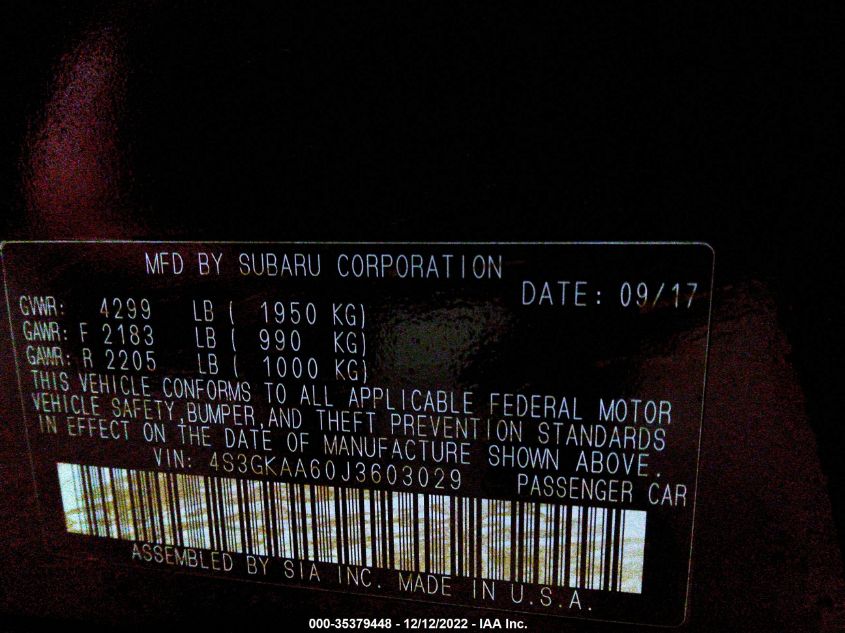 MFD BY SUBARU CORPORATION
DATE: 09/17
GVWR: 4299 LB ( 1950 KG)
GAWR: F 2183 LB ( 990 KG)
GAWR: R 2205 LB ( 1000 KG)
THIS VEHICLE CONFORMS TO ALL APPLICABLE FEDERAL MOTOR
VEHICLE SAFETY,BUMPER,AND THEFT PREVENTION STANDARDS
IN EFFECT ON THE DATE OF MANUFACTURE SHOWN ABOVE.
VIN: 4S3GKAA60J3603029 PASSENGER CAR
ASSEMBLED BY SIA INC. MADE IN U.S.A.
000-35379448 - 12/12/2022 - IAA Inc.